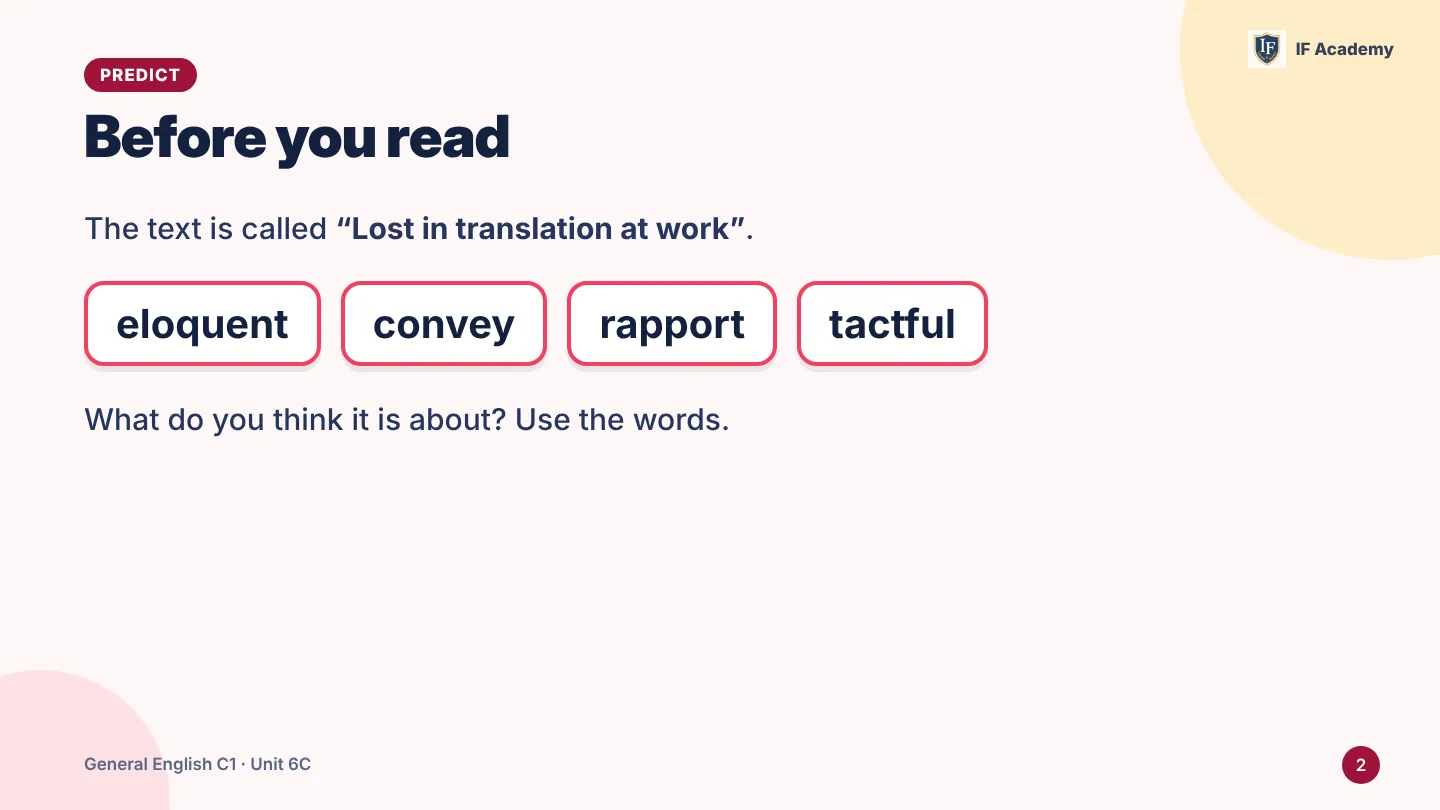 IF
IF Academy
PREDICT
Before you read
The text is called “Lost in translation at work”.
eloquent convey rapport tactful
What do you think it is about? Use the words.
General English C1 · Unit 6C
2